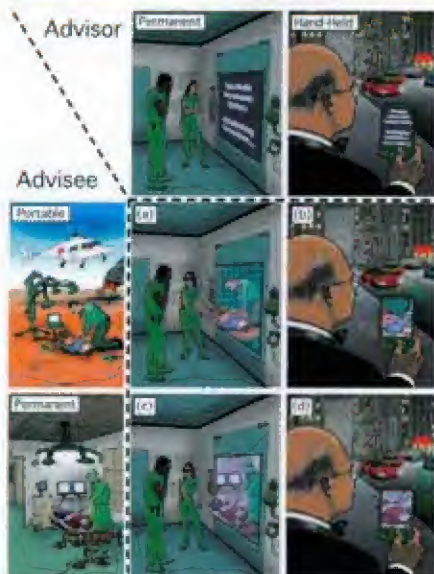 Advisor
Permanent
Hand-Held
Advisee
Portable
(a)
(b)
Permanent
(c)
(d)